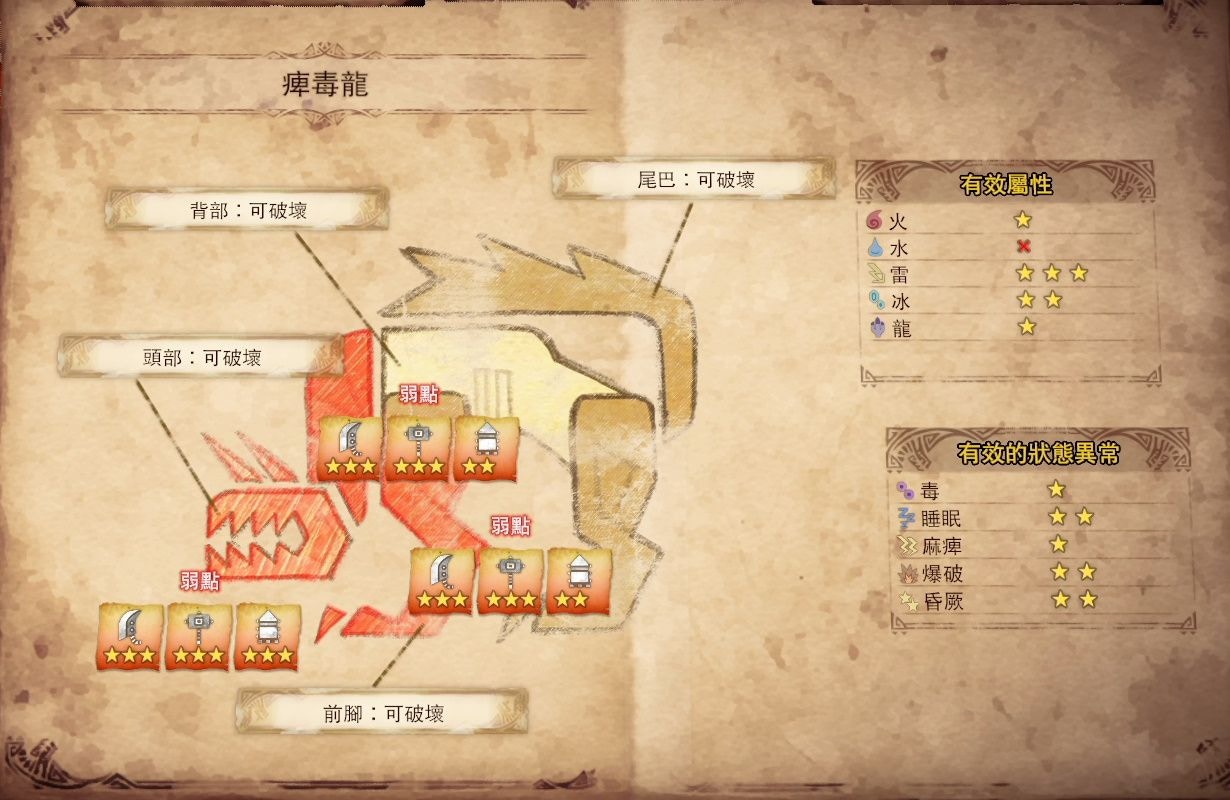 痺毒龍
尾巴：可破壞
背部：可破壞
頭部：可破壞
弱點
弱點
弱點
前腳：可破壞
有效屬性
火
水
雷
冰
龍
有效的狀態異常
毒
睡眠
麻痺
爆破
昏厥